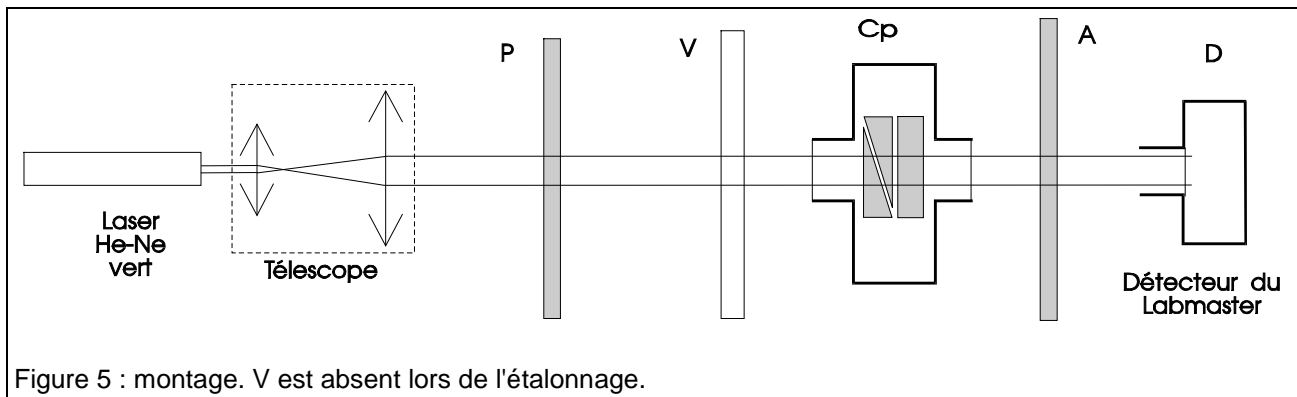 P
V
Cp
A
D
Laser
He-Ne
vert
Télescope
Détecteur du
Labmaster
Figure 5 : montage. V est absent lors de l'étalonnage.